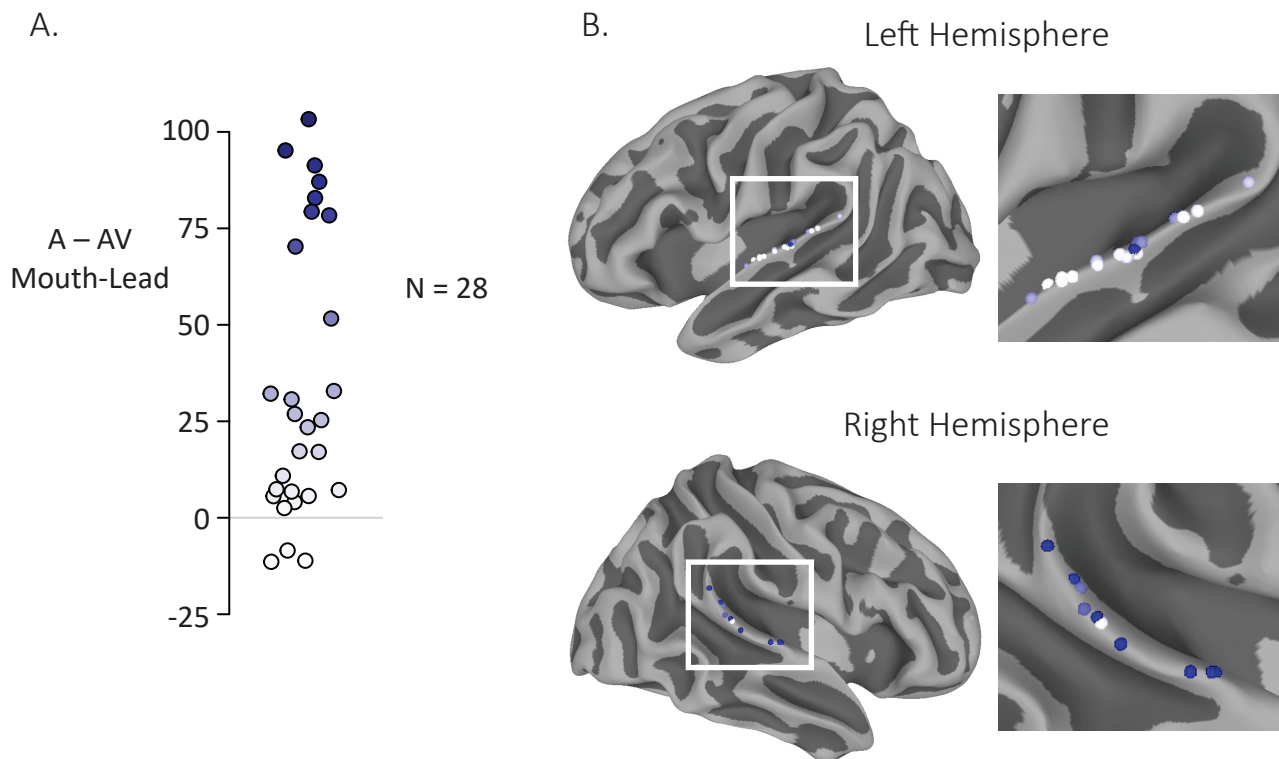 A.
100
75
50
25
0
-25
A – AV
Mouth-Lead
N = 28
B.
Left Hemisphere
Right Hemisphere